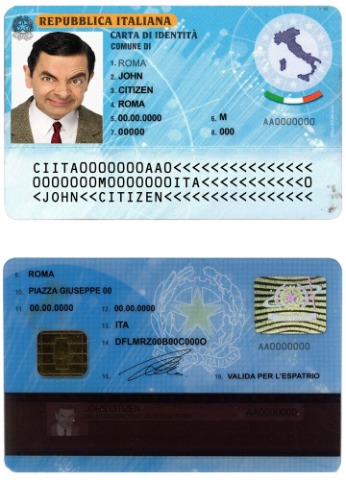 REPUBBLICA ITALIANA
CARTA DI IDENTITÀ
COMUNE DI
1. ROMA
2. JOHN
3. CITIZEN
4. ROMA
5. 00.00.0000 6. M
7. 00000 8. 000
AA0000000
CIITA0000000AA0<<<<<<<<<<<<<<<
0000000M0000000ITA<<<<<<<<<<<0
<JOHN<<CITIZEN<<<<<<<<<<<<<<<<
9. ROMA
10. PIAZZA GIUSEPPE 00
11. 00.00.0000 12. 00.00.0000
13. ITA
14. DFLMRZ00B00C000O
AA0000000
15. 16. VALIDA PER L'ESPATRIO
JOHN CITIZEN
AA0000000